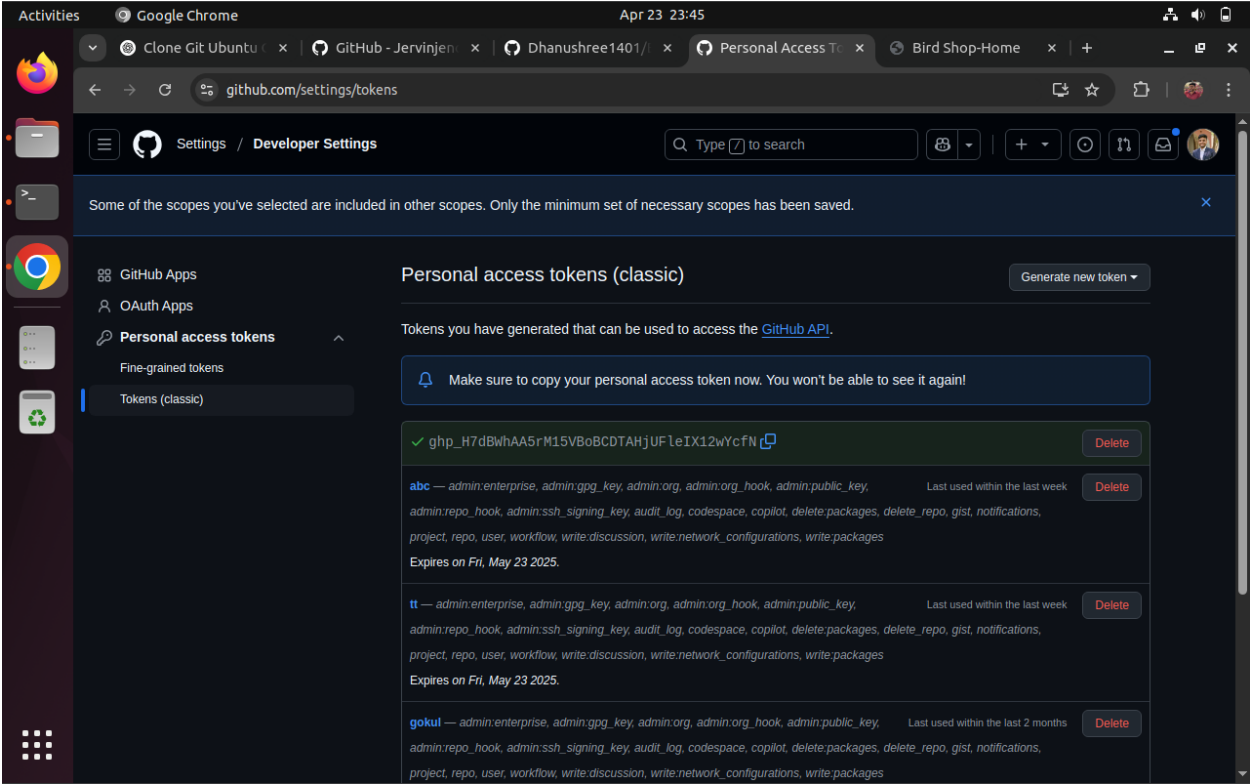 Activities
Google Chrome
Apr 23 23:45
Clone Git Ubuntu
GitHub - Jervinjen
Dhanushree1401/
Personal Access To
Bird Shop-Home
github.com/settings/tokens
Settings / Developer Settings
Type / to search
Some of the scopes you've selected are included in other scopes. Only the minimum set of necessary scopes has been saved.
GitHub Apps
OAuth Apps
Personal access tokens
Fine-grained tokens
Tokens (classic)
Personal access tokens (classic)
Generate new token
Tokens you have generated that can be used to access the GitHub API.
Make sure to copy your personal access token now. You won't be able to see it again!
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
Delete
abc — admin:enterprise, admin:gpg_key, admin:org, admin:org_hook, admin:public_key,
Last used within the last week
Delete
admin:repo_hook, admin:ssh_signing_key, audit_log, codespace, copilot, delete:packages, delete_repo, gist, notifications,
project, repo, user, workflow, write:discussion, write:network_configurations, write:packages
Expires on Fri, May 23 2025.
tt — admin:enterprise, admin:gpg_key, admin:org, admin:org_hook, admin:public_key,
Last used within the last week
Delete
admin:repo_hook, admin:ssh_signing_key, audit_log, codespace, copilot, delete:packages, delete_repo, gist, notifications,
project, repo, user, workflow, write:discussion, write:network_configurations, write:packages
Expires on Fri, May 23 2025.
gokul — admin:enterprise, admin:gpg_key, admin:org, admin:org_hook, admin:public_key,
Last used within the last 2 months
Delete
admin:repo_hook, admin:ssh_signing_key, audit_log, codespace, copilot, delete:packages, delete_repo, gist, notifications,
project, repo, user, workflow, write:discussion, write:network_configurations, write:packages